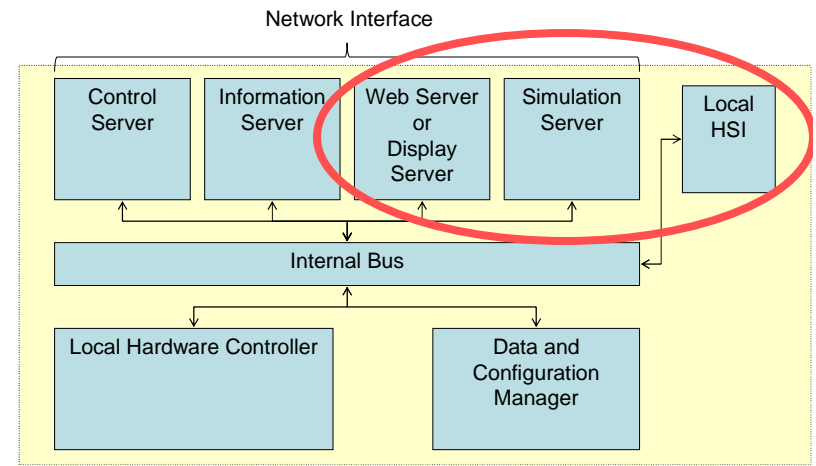 Network Interface
Control
Server
Information
Server
Web Server
or
Display
Server
Simulation
Server
Local
HSI
Internal Bus
Local Hardware Controller
Data and
Configuration
Manager